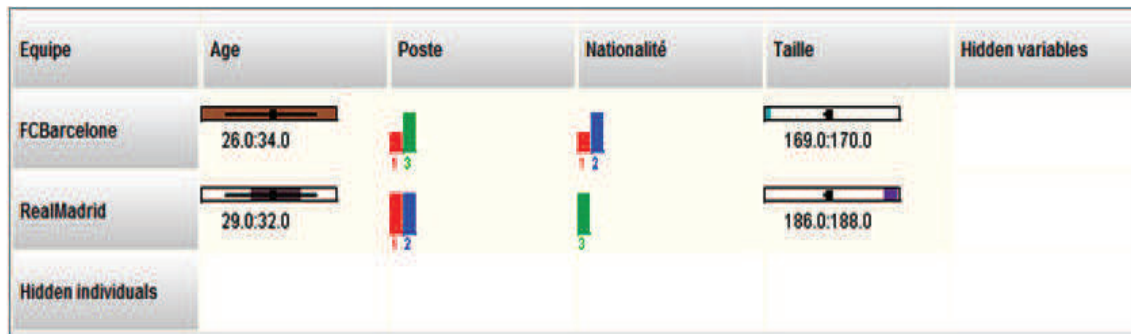 Equipe Age Poste Nationalité Taille Hidden variables
FCBarcelone 26.0:34.0 1 3 1 2 169.0:170.0
RealMadrid 29.0:32.0 1 2 3 186.0:188.0
Hidden individuals